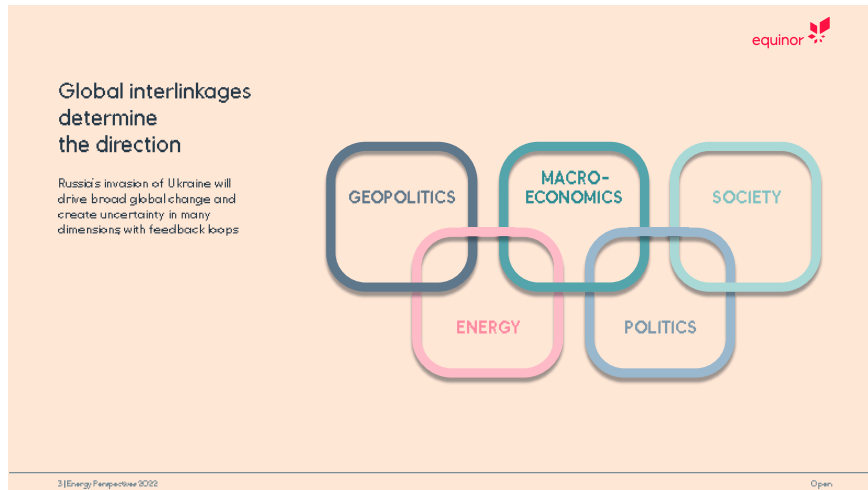 equinor
Global interlinkages
determine
the direction
Russia's invasion of Ukraine will
drive broad global change and
create uncertainty in many
dimensions with feedback loops
GEOPOLITICS
MACRO-
ECONOMICS
SOCIETY
ENERGY
POLITICS
3 | Energy Perspectives 2022
Open